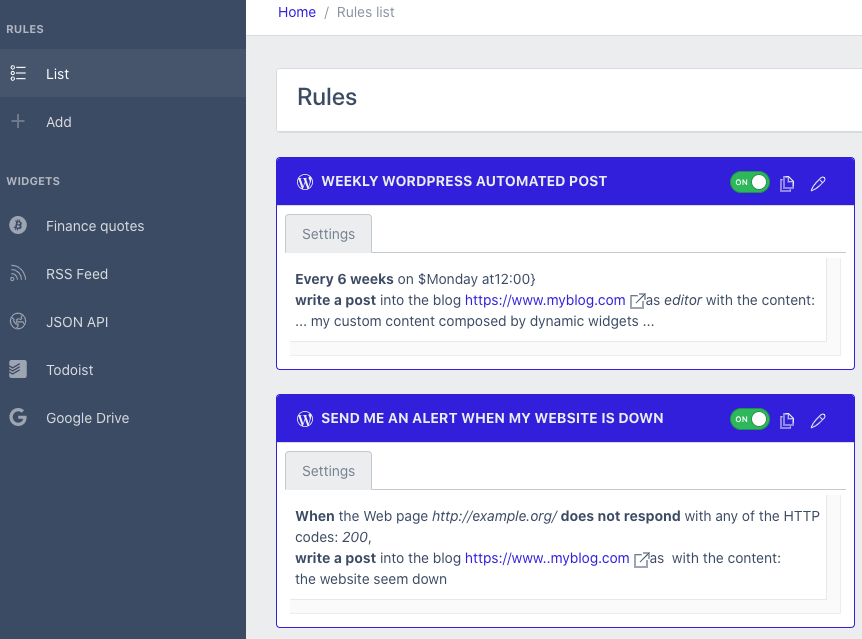 RULES
List
Add
WIDGETS
Finance quotes
RSS Feed
JSON API
Todoist
Google Drive
Home / Rules list
Rules
WEEKLY WORDPRESS AUTOMATED POST
ON
Settings
Every 6 weeks on $Monday at12:00}
write a post into the blog https://www.myblog.com as editor with the content:
... my custom content composed by dynamic widgets ...
SEND ME AN ALERT WHEN MY WEBSITE IS DOWN
ON
Settings
When the Web page http://example.org/ does not respond with any of the HTTP
codes: 200,
write a post into the blog https://www..myblog.com as with the content:
the website seem down